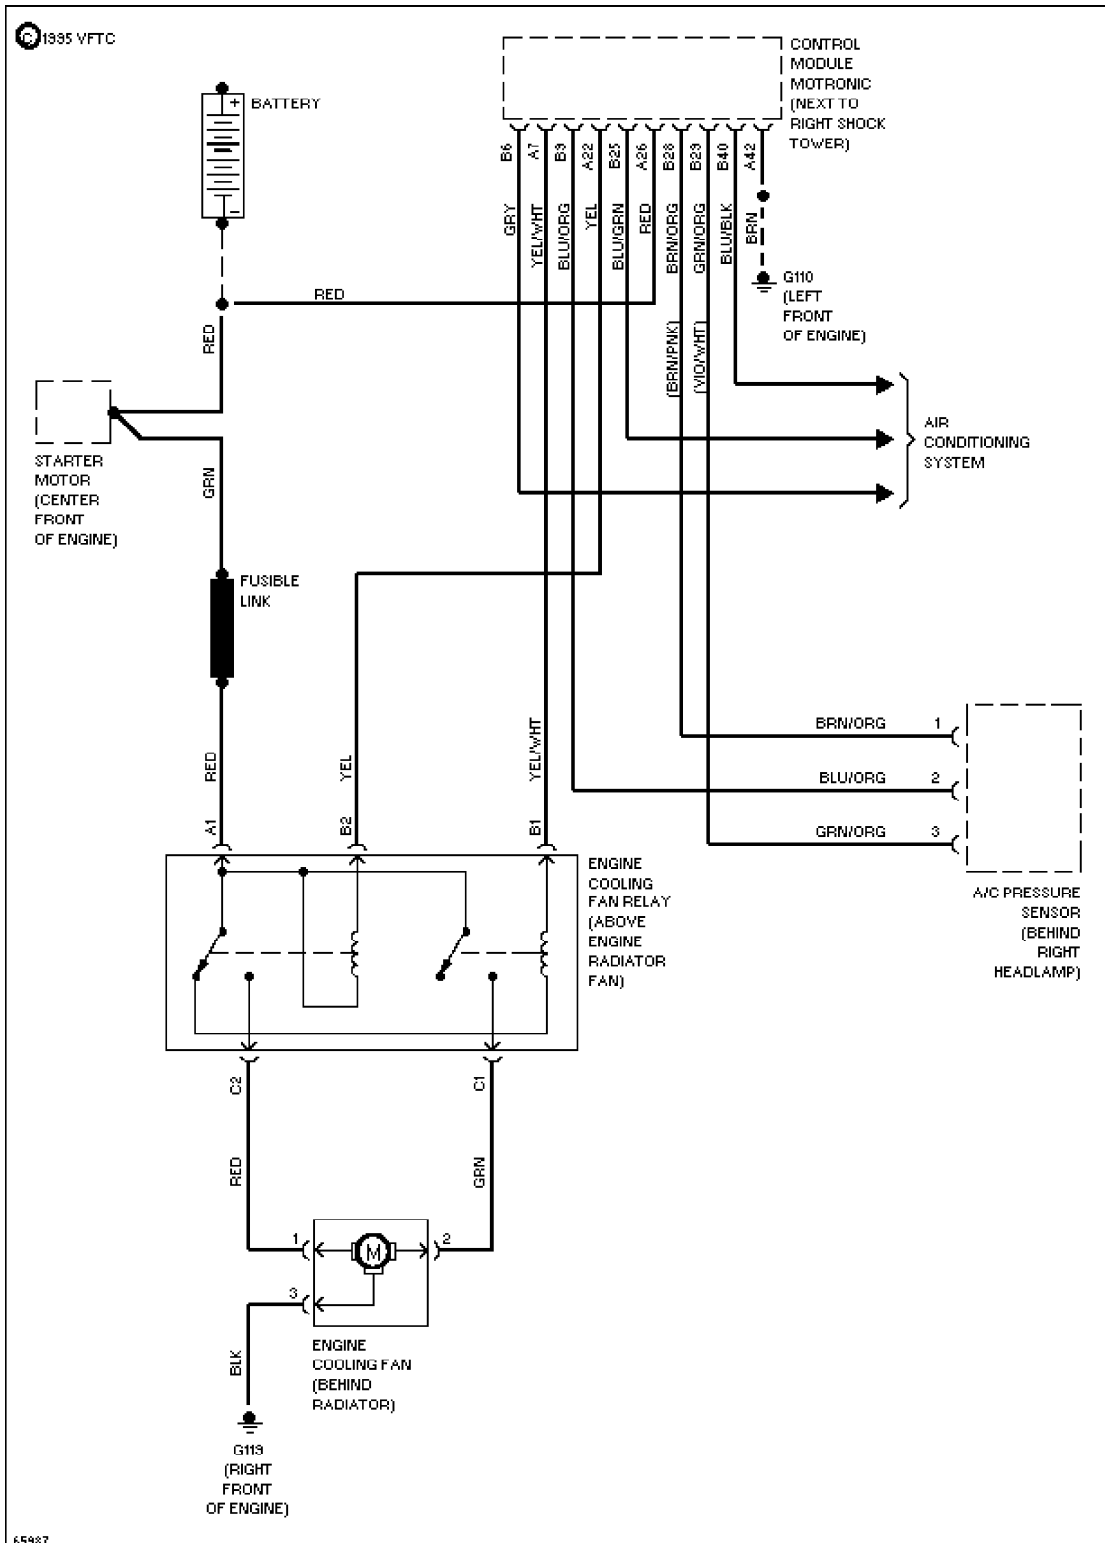 © 1995 VFTC
BATTERY
+
-
CONTROL
MODULE
MOTRONIC
(NEXT TO
RIGHT SHOCK
TOWER)
B6
A7
B9
A22
B25
A26
B28
B29
B40
A42
GRY
YEL/WHT
BLU/ORG
YEL
BLU/GRN
RED
BRN/ORG
GRN/ORG
BLU/BLK
BRN
G110
(LEFT
FRONT
OF ENGINE)
RED
RED
(BRN/PNK)
(VIO/WHT)
STARTER
MOTOR
(CENTER
FRONT
OF ENGINE)
GRN
AIR
CONDITIONING
SYSTEM
FUSIBLE
LINK
RED
YEL
YEL/WHT
BRN/ORG 1
BLU/ORG 2
GRN/ORG 3
A1
B2
B1
ENGINE
COOLING
FAN RELAY
(ABOVE
ENGINE
RADIATOR
FAN)
A/C PRESSURE
SENSOR
(BEHIND
RIGHT
HEADLAMP)
C2
C1
RED
GRN
1
M
2
3
BLK
ENGINE
COOLING FAN
(BEHIND
RADIATOR)
G119
(RIGHT
FRONT
OF ENGINE)
65987